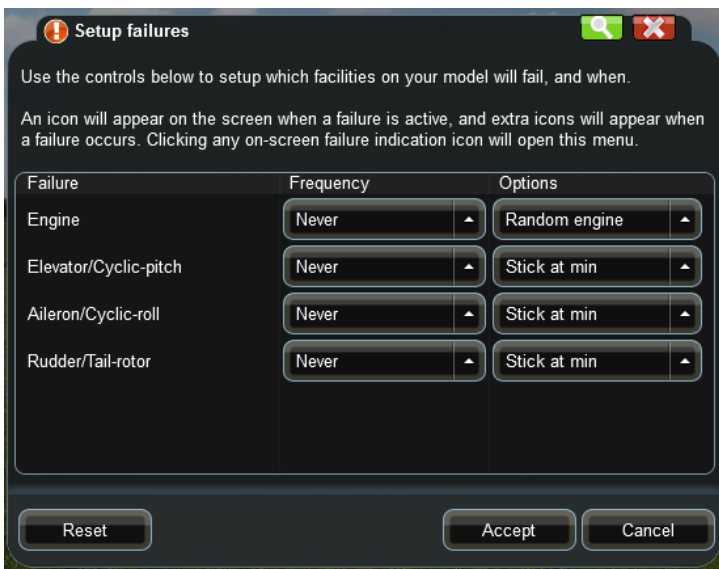 Setup failures
Use the controls below to setup which facilities on your model will fail, and when.
An icon will appear on the screen when a failure is active, and extra icons will appear when
a failure occurs. Clicking any on-screen failure indication icon will open this menu.
Failure Frequency Options
Engine Never Random engine
Elevator/Cyclic-pitch Never Stick at min
Aileron/Cyclic-roll Never Stick at min
Rudder/Tail-rotor Never Stick at min
Reset Accept Cancel